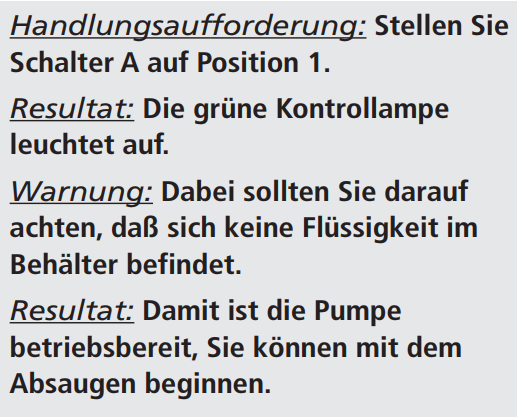 Handlungsaufforderung: Stellen Sie
Schalter A auf Position 1.
Resultat: Die grüne Kontrollampe
leuchtet auf.
Warnung: Dabei sollten Sie darauf
achten, daß sich keine Flüssigkeit im
Behälter befindet.
Resultat: Damit ist die Pumpe
betriebsbereit, Sie können mit dem
Absaugen beginnen.